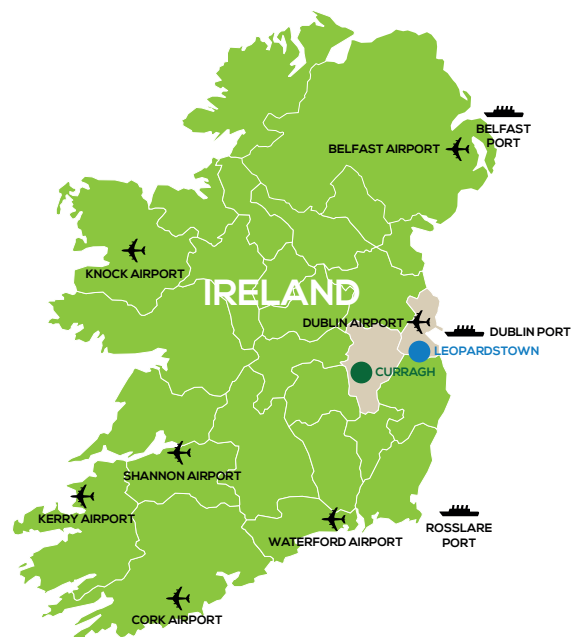 BELFAST
PORT
BELFAST AIRPORT
KNOCK AIRPORT
IRELAND
DUBLIN AIRPORT
DUBLIN PORT
LEOPARDSTOWN
CURRAGH
SHANNON AIRPORT
KERRY AIRPORT
ROSSLARE
PORT
WATERFORD AIRPORT
CORK AIRPORT